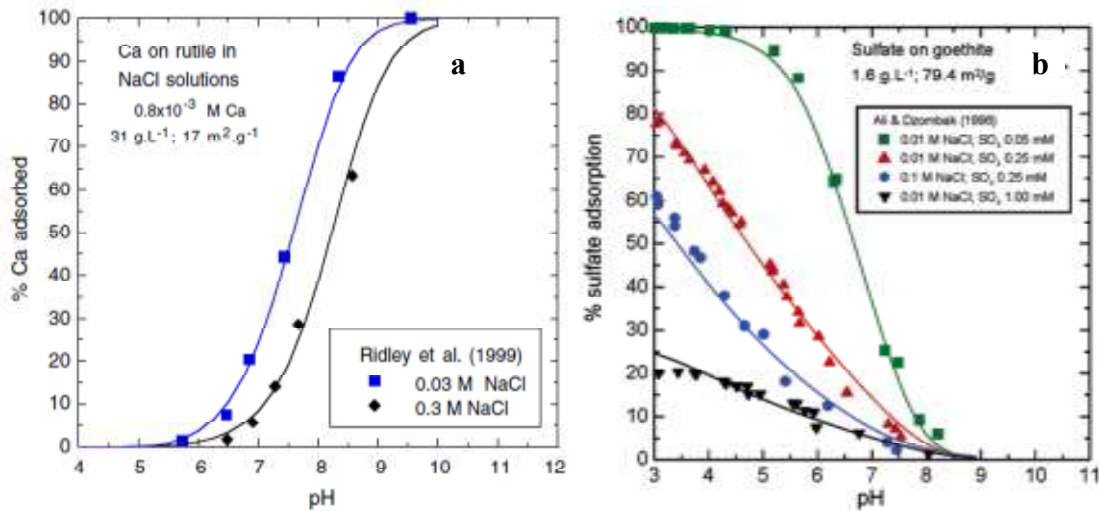 a
Ca on rutile in
NaCl solutions
0.8x10⁻³ M Ca
31 g.L⁻¹; 17 m².g⁻¹
% Ca adsorbed
100
90
80
70
60
50
40
30
20
10
0
Ridley et al. (1999)
0.03 M NaCl
0.3 M NaCl
4 5 6 7 8 9 10 11 12
pH
b
Sulfate on goethite
1.6 g.L⁻¹; 79.4 m²/g
% sulfate adsorption
100
90
80
70
60
50
40
30
20
10
0
Ali & Dzombak (1996)
0.01 M NaCl; SO₄ 0.05 mM
0.01 M NaCl; SO₄ 0.25 mM
0.1 M NaCl; SO₄ 0.25 mM
0.01 M NaCl; SO₄ 1.00 mM
3 4 5 6 7 8 9 10 11
pH